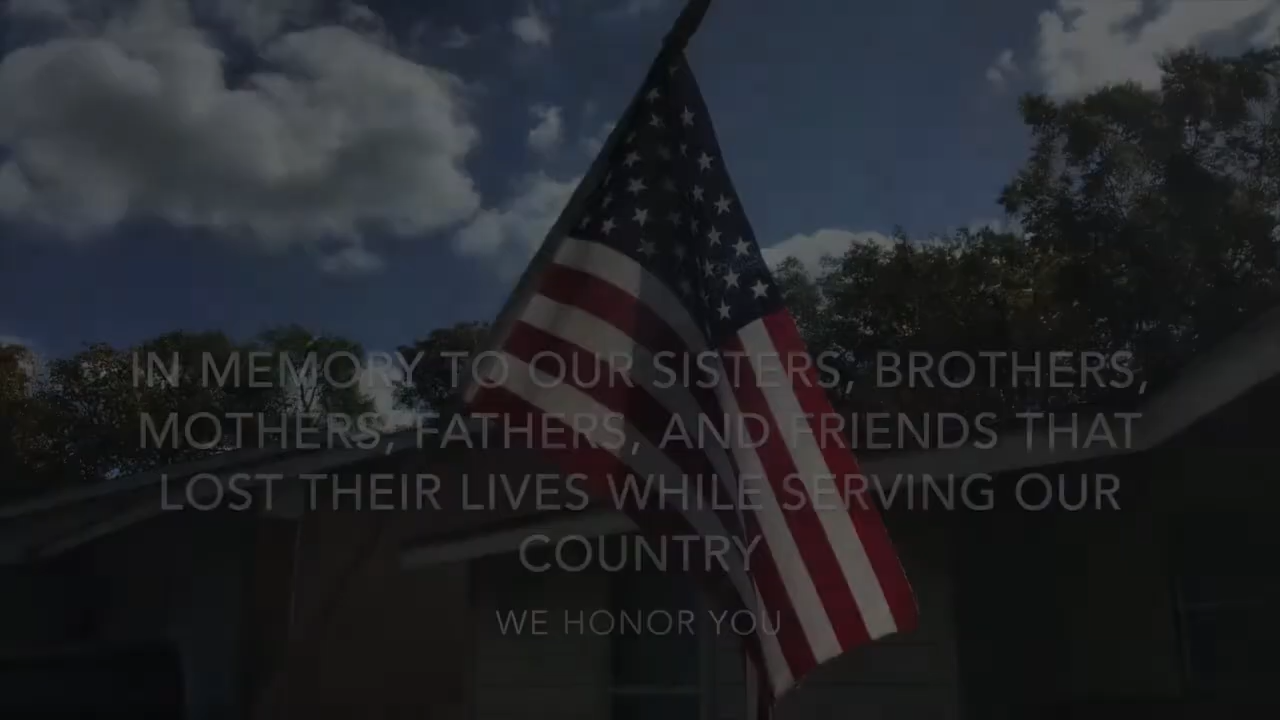 IN MEMORY TO OUR SISTERS, BROTHERS,
MOTHERS, FATHERS, AND FRIENDS THAT
LOST THEIR LIVES WHILE SERVING OUR
COUNTRY
WE HONOR YOU